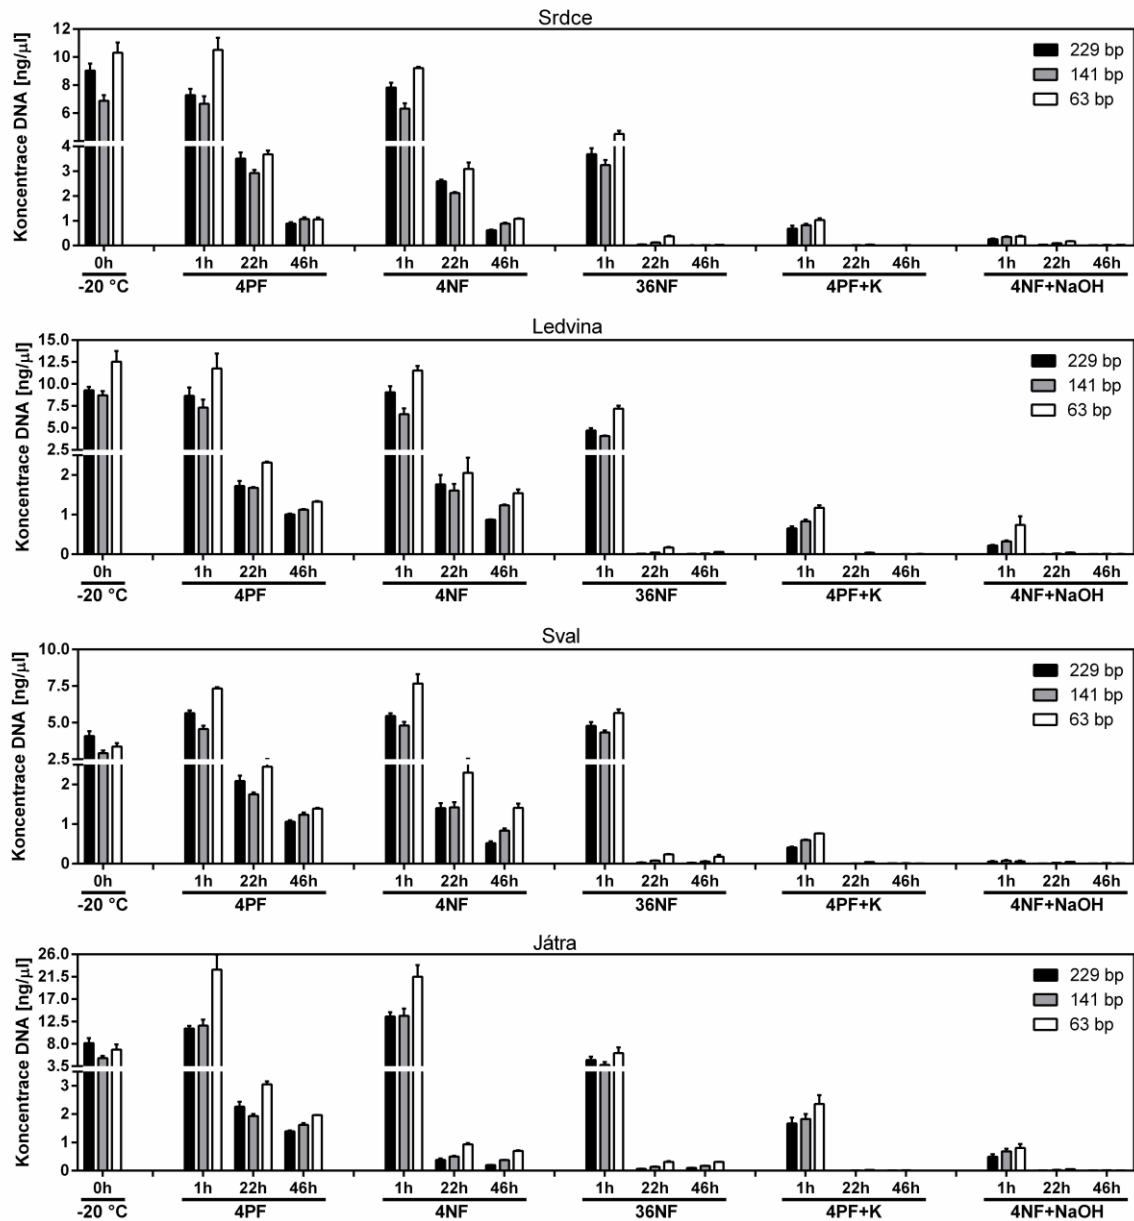 Srdce
Koncentrace DNA [ng/µl]
12
10
8
6
4
4
3
2
1
0
229 bp
141 bp
63 bp
0h 1h 22h 46h 1h 22h 46h 1h 22h 46h 1h 22h 46h 1h 22h 46h
-20 °C 4PF 4NF 36NF 4PF+K 4NF+NaOH
Ledvina
Koncentrace DNA [ng/µl]
15.0
12.5
10.0
7.5
5.0
2.5
2
1
0
229 bp
141 bp
63 bp
0h 1h 22h 46h 1h 22h 46h 1h 22h 46h 1h 22h 46h 1h 22h 46h
-20 °C 4PF 4NF 36NF 4PF+K 4NF+NaOH
Sval
Koncentrace DNA [ng/µl]
10.0
7.5
5.0
2.5
2
1
0
229 bp
141 bp
63 bp
0h 1h 22h 46h 1h 22h 46h 1h 22h 46h 1h 22h 46h 1h 22h 46h
-20 °C 4PF 4NF 36NF 4PF+K 4NF+NaOH
Játra
Koncentrace DNA [ng/µl]
26.0
21.5
17.0
12.5
8.0
3.5
3
2
1
0
229 bp
141 bp
63 bp
0h 1h 22h 46h 1h 22h 46h 1h 22h 46h 1h 22h 46h 1h 22h 46h
-20 °C 4PF 4NF 36NF 4PF+K 4NF+NaOH